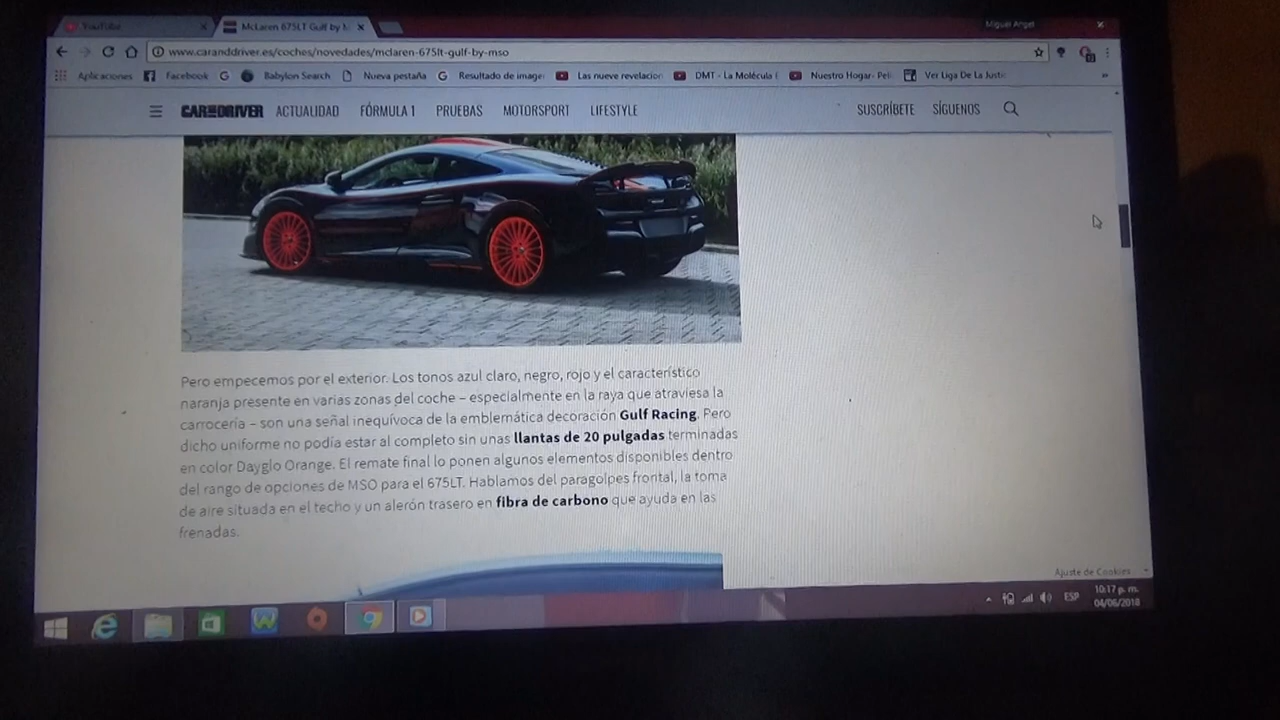 YouTube
McLaren 675LT Gulf by M
Miguel Angel
www.caranddriver.es/coches/novedades/mclaren-675lt-gulf-by-mso
Aplicaciones Facebook Babylon Search Nueva pestaña Resultado de image Las nueve revelacion DMT - La Molécula Nuestro Hogar- Peli Ver Liga De La Justic
CAR AND DRIVER ACTUALIDAD FÓRMULA 1 PRUEBAS MOTORSPORT LIFESTYLE SUSCRÍBETE SÍGUENOS
Pero empecemos por el exterior. Los tonos azul claro, negro, rojo y el característico
naranja presente en varias zonas del coche – especialmente en la raya que atraviesa la
carrocería – son una señal inequívoca de la emblemática decoración Gulf Racing. Pero
dicho uniforme no podía estar al completo sin unas llantas de 20 pulgadas terminadas
en color Dayglo Orange. El remate final lo ponen algunos elementos disponibles dentro
del rango de opciones de MSO para el 675LT. Hablamos del paragolpes frontal, la toma
de aire situada en el techo y un alerón trasero en fibra de carbono que ayuda en las
frenadas.
Ajuste de Cookies
ESP
10:17 p. m.
04/06/2018